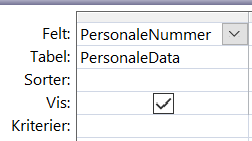 Felt: PersonaleNummer
Tabel: PersonaleData
Sorter:
Vis:
Kriterier: